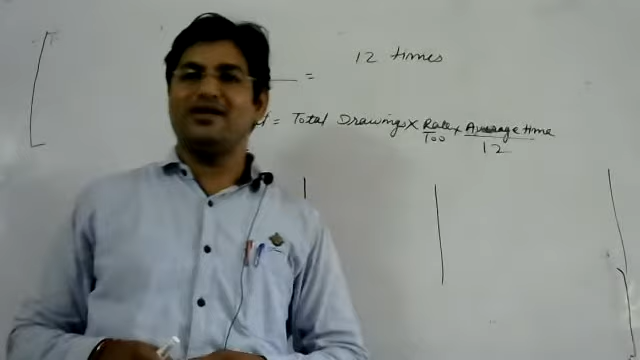 12 times
=
= Total Drawings × Rate × Average time
100 12